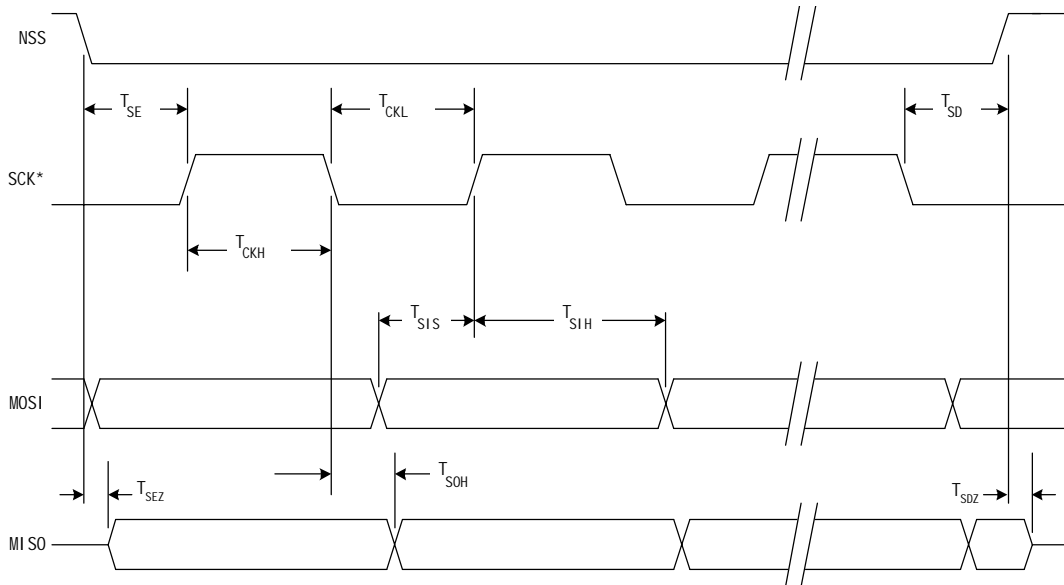 NSS
T_SE
T_CKL
T_SD
SCK*
T_CKH
T_SIS
T_SIH
MOSI
T_SEZ
T_SOH
T_SDZ
MISO